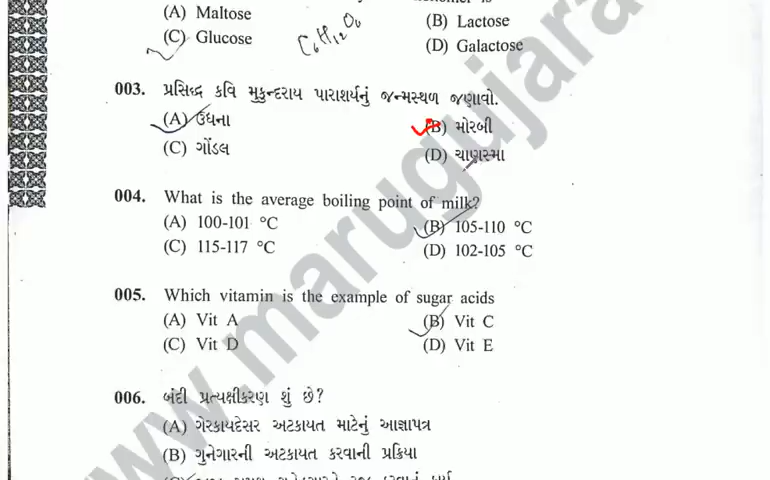 (A) Maltose
(B) Lactose
(C) Glucose
C₆H₁₂O₆
(D) Galactose
003. પ્રસિદ્ધ કવિ મુકુન્દરાય પારાશર્યનું જન્મસ્થળ જણાવો.
(A) ઉંધના
(B) મોરબી
(C) ગોંડલ
(D) ચાણસ્મા
004. What is the average boiling point of milk?
(A) 100-101 °C
(B) 105-110 °C
(C) 115-117 °C
(D) 102-105 °C
005. Which vitamin is the example of sugar acids
(A) Vit A
(B) Vit C
(C) Vit D
(D) Vit E
006. બંદી પ્રત્યક્ષીકરણ શું છે?
(A) ગેરકાયદેસર અટકાયત માટેનું આજ્ઞાપત્ર
(B) ગુનેગારની અટકાયત કરવાની પ્રક્રિયા
www.marugujara